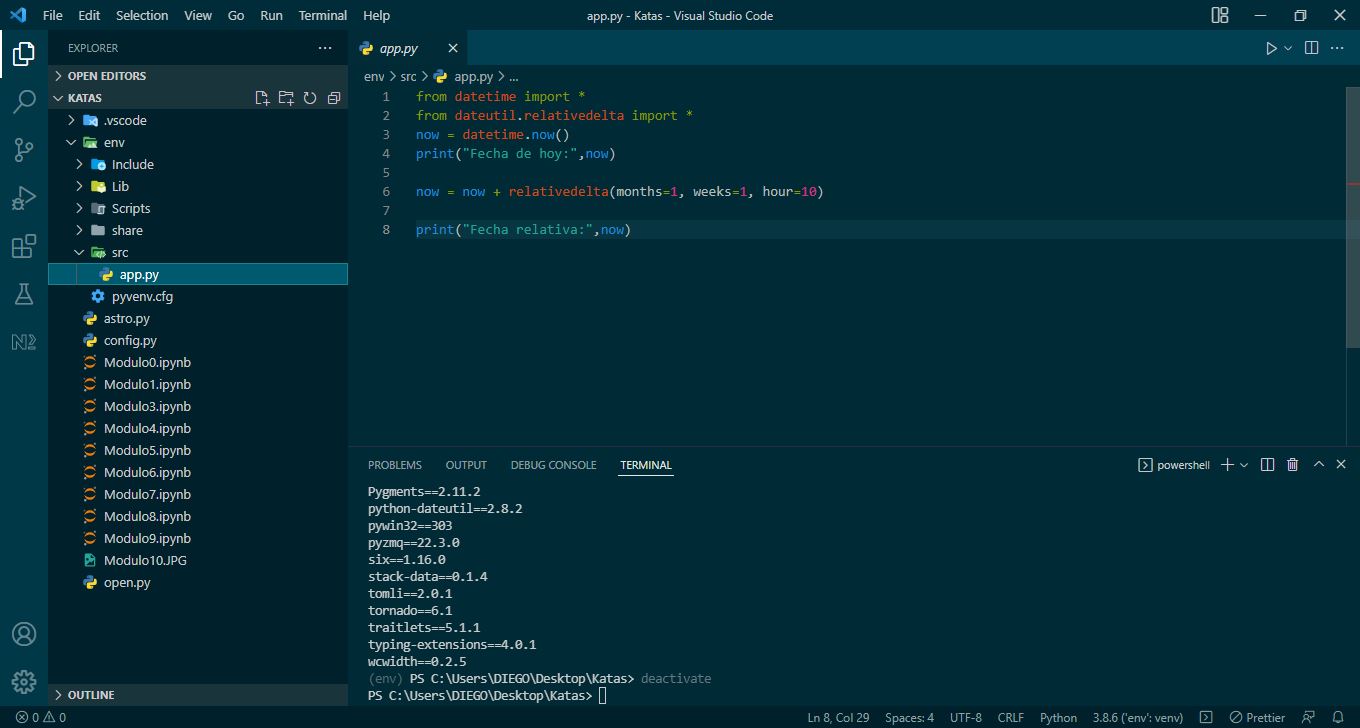 File Edit Selection View Go Run Terminal Help app.py - Katas - Visual Studio Code
EXPLORER
OPEN EDITORS
KATAS
.vscode
env
Include
Lib
Scripts
share
src
app.py
pyvenv.cfg
astro.py
config.py
Modulo0.ipynb
Modulo1.ipynb
Modulo3.ipynb
Modulo4.ipynb
Modulo5.ipynb
Modulo6.ipynb
Modulo7.ipynb
Modulo8.ipynb
Modulo9.ipynb
Modulo10.JPG
open.py
OUTLINE
app.py
env > src > app.py > ...
1 from datetime import *
2 from dateutil.relativedelta import *
3 now = datetime.now()
4 print("Fecha de hoy:",now)
5
6 now = now + relativedelta(months=1, weeks=1, hour=10)
7
8 print("Fecha relativa:",now)
PROBLEMS OUTPUT DEBUG CONSOLE TERMINAL powershell
Pygments==2.11.2
python-dateutil==2.8.2
pywin32==303
pyzmq==22.3.0
six==1.16.0
stack-data==0.1.4
tomli==2.0.1
tornado==6.1
traitlets==5.1.1
typing-extensions==4.0.1
wcwidth==0.2.5
(env) PS C:\Users\DIEGO\Desktop\Katas> deactivate
PS C:\Users\DIEGO\Desktop\Katas>
0 0 Ln 8, Col 29 Spaces: 4 UTF-8 CRLF Python 3.8.6 ('env': venv) Prettier